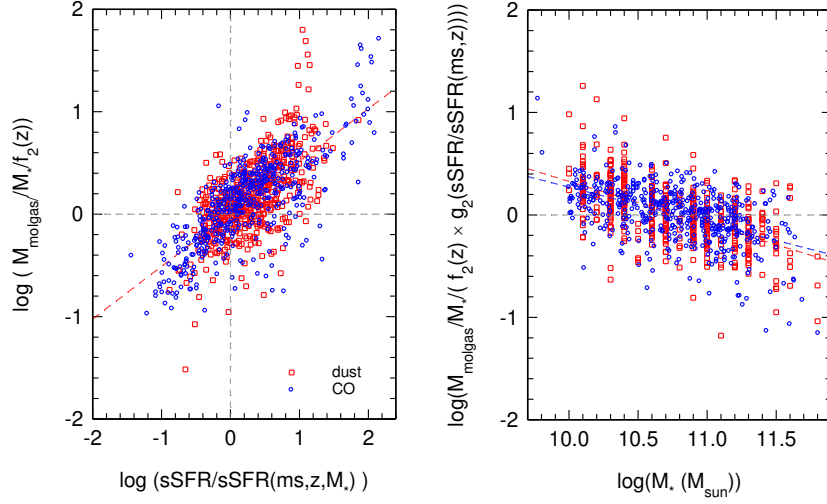 2
1
0
-1
-2
-2 -1 0 1 2
log ( M_molgas/M_*/f_2(z))
log (sSFR/sSFR(ms,z,M_*) )
dust
CO
2
1
0
-1
-2
10.0 10.5 11.0 11.5
log(M_molgas/M_*/( f_2(z) × g_2(sSFR/sSFR(ms,z))))
log(M_* (M_sun))